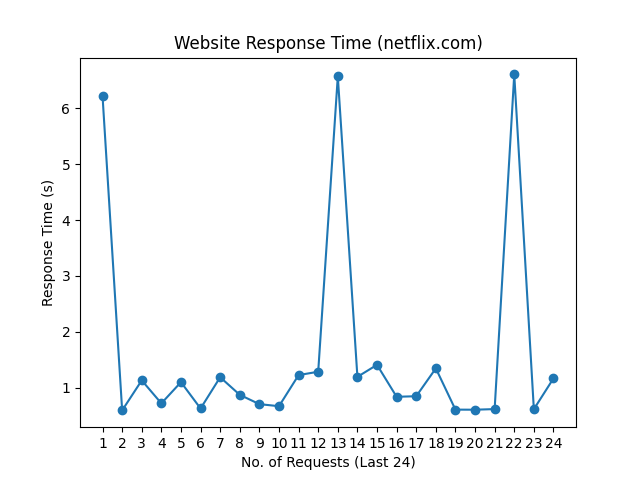 Website Response Time (netflix.com)
Response Time (s)
6
5
4
3
2
1
1 2 3 4 5 6 7 8 9 10 11 12 13 14 15 16 17 18 19 20 21 22 23 24
No. of Requests (Last 24)